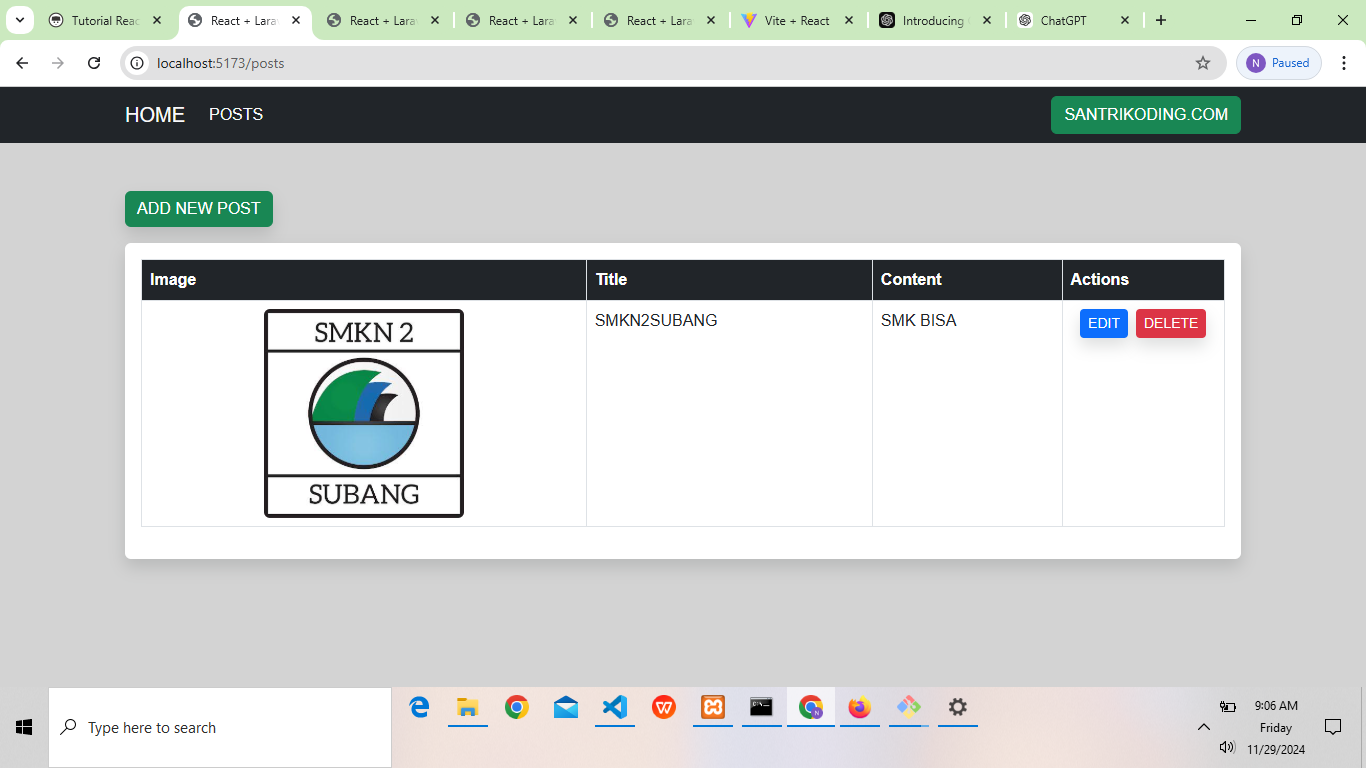 Tutorial Reac
React + Lara
React + Lara
React + Lara
React + Lara
Vite + React
Introducing
ChatGPT
localhost:5173/posts
N
Paused
HOME
POSTS
SANTRIKODING.COM
ADD NEW POST
Image
Title
Content
Actions
SMKN 2
SUBANG
SMKN2SUBANG
SMK BISA
EDIT
DELETE
Type here to search
9:06 AM
Friday
11/29/2024